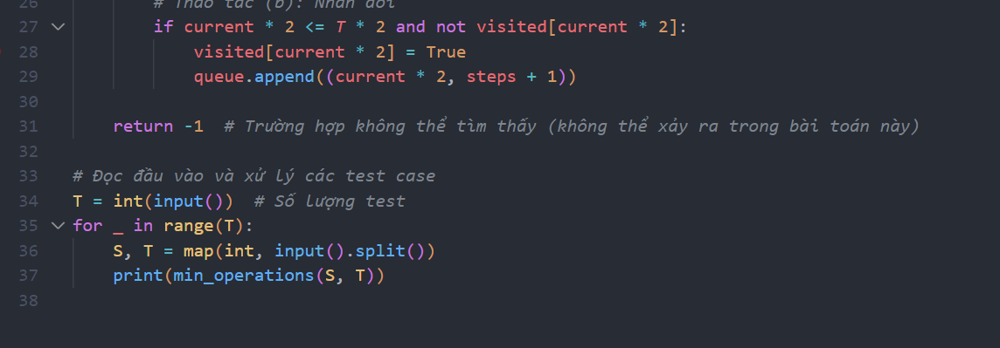 26 # Thao tác (b): Nhân đôi
27 if current * 2 <= T * 2 and not visited[current * 2]:
28 visited[current * 2] = True
29 queue.append((current * 2, steps + 1))
30
31 return -1 # Trường hợp không thể tìm thấy (không thể xảy ra trong bài toán này)
32
33 # Đọc đầu vào và xử lý các test case
34 T = int(input()) # Số lượng test
35 for _ in range(T):
36 S, T = map(int, input().split())
37 print(min_operations(S, T))
38